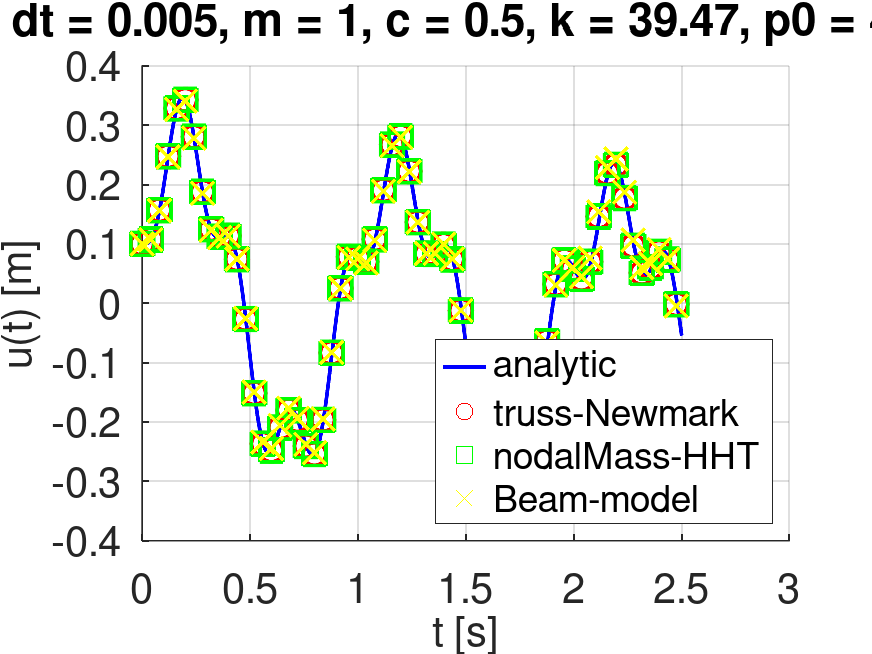 dt = 0.005, m = 1, c = 0.5, k = 39.47, p0 =
0.4
0.3
0.2
0.1
0
-0.1
-0.2
-0.3
-0.4
u(t) [m]
analytic
truss-Newmark
nodalMass-HHT
Beam-model
0 0.5 1 1.5 2 2.5 3
t [s]